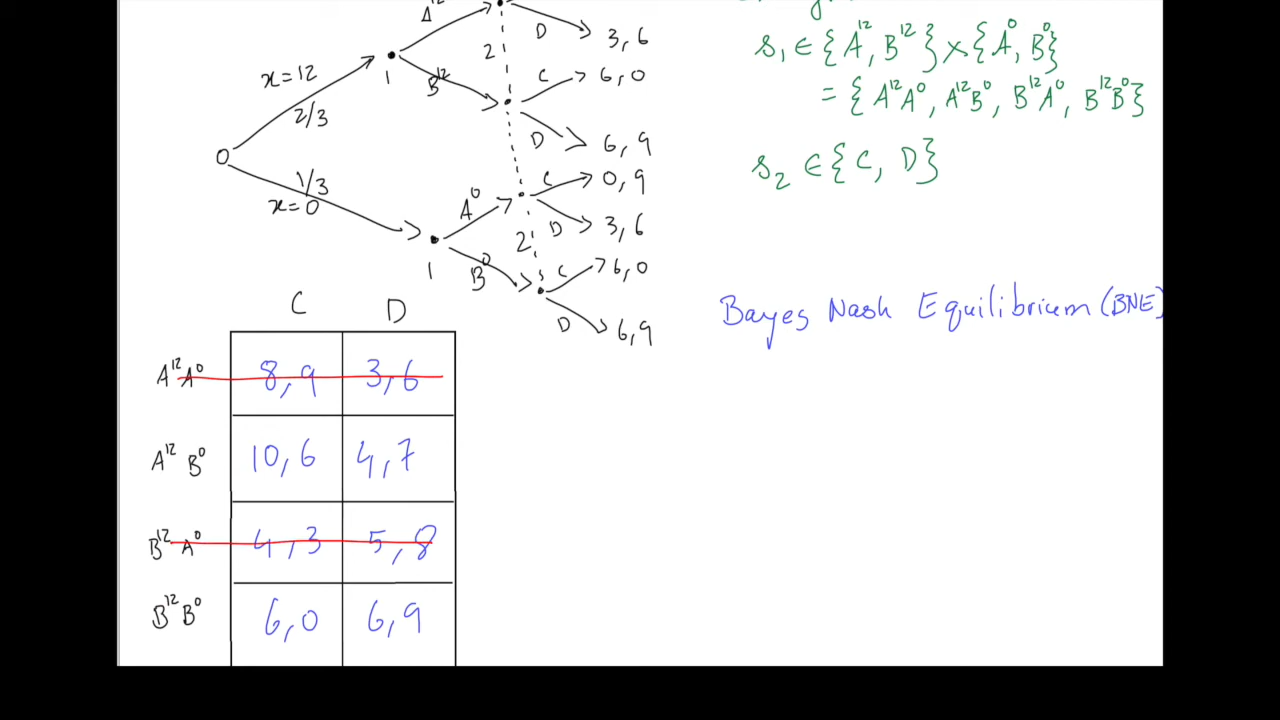 A¹²
D
3, 6
2
x=12
1
B¹²
C
6, 0
2/3
D
6, 9
0
1/3
x=0
A⁰
C
0, 9
D
3, 6
2
1
B⁰
C
6, 0
D
6, 9
s₁ ∈ {A¹², B¹²} × {A⁰, B⁰}
= {A¹²A⁰, A¹²B⁰, B¹²A⁰, B¹²B⁰}
s₂ ∈ {C, D}
Bayes Nash Equilibrium (BNE)
C D
A¹²A⁰ 8, 9 3, 6
A¹² B⁰ 10, 6 4, 7
B¹²A⁰ 4, 3 5, 8
B¹²B⁰ 6, 0 6, 9